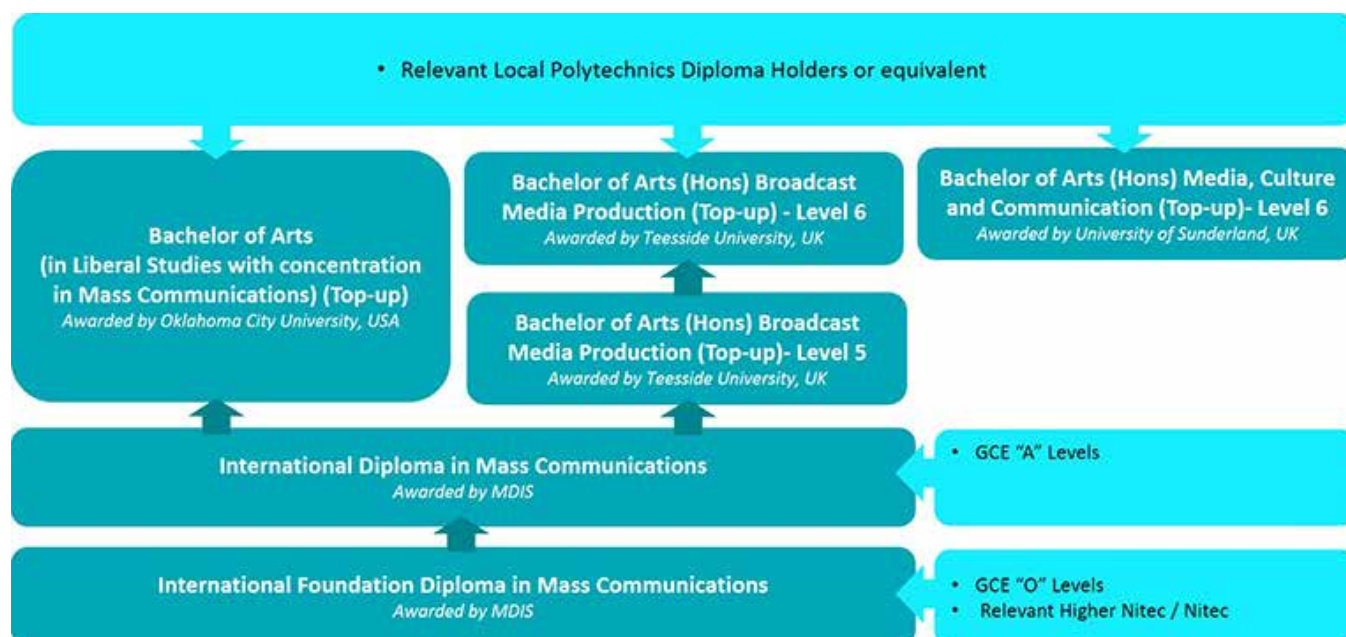 • Relevant Local Polytechnics Diploma Holders or equivalent
Bachelor of Arts
(in Liberal Studies with concentration
in Mass Communications) (Top-up)
Awarded by Oklahoma City University, USA
Bachelor of Arts (Hons) Broadcast
Media Production (Top-up) - Level 6
Awarded by Teesside University, UK
Bachelor of Arts (Hons) Media, Culture
and Communication (Top-up)- Level 6
Awarded by University of Sunderland, UK
Bachelor of Arts (Hons) Broadcast
Media Production (Top-up)- Level 5
Awarded by Teesside University, UK
International Diploma in Mass Communications
Awarded by MDIS
• GCE “A” Levels
International Foundation Diploma in Mass Communications
Awarded by MDIS
• GCE “O” Levels
• Relevant Higher Nitec / Nitec